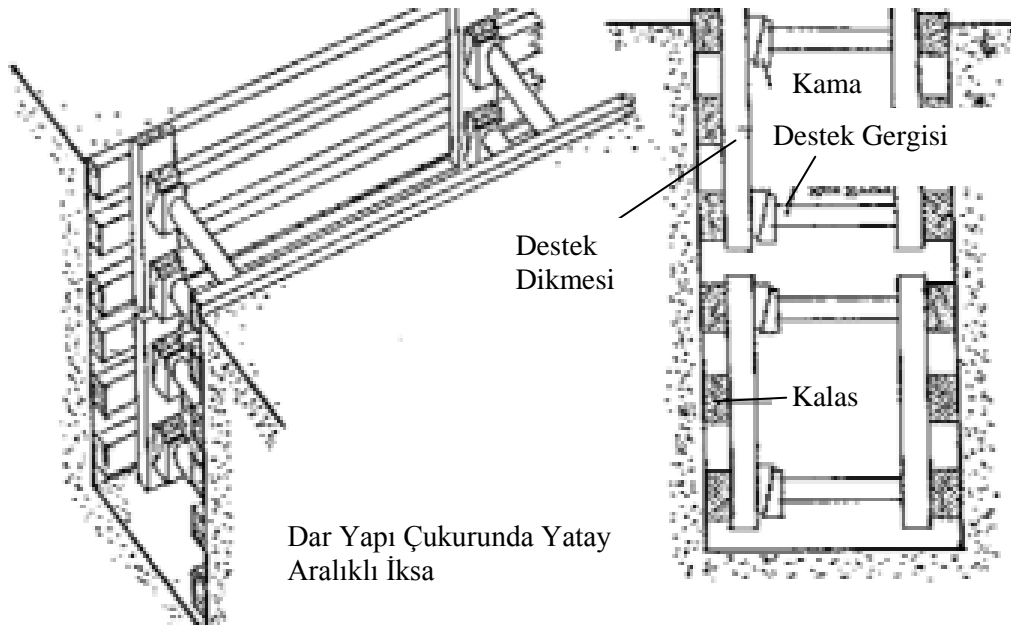 Kama
Destek Gergisi
Destek
Dikmesi
Kalas
Dar Yapı Çukurunda Yatay
Aralıklı İksa